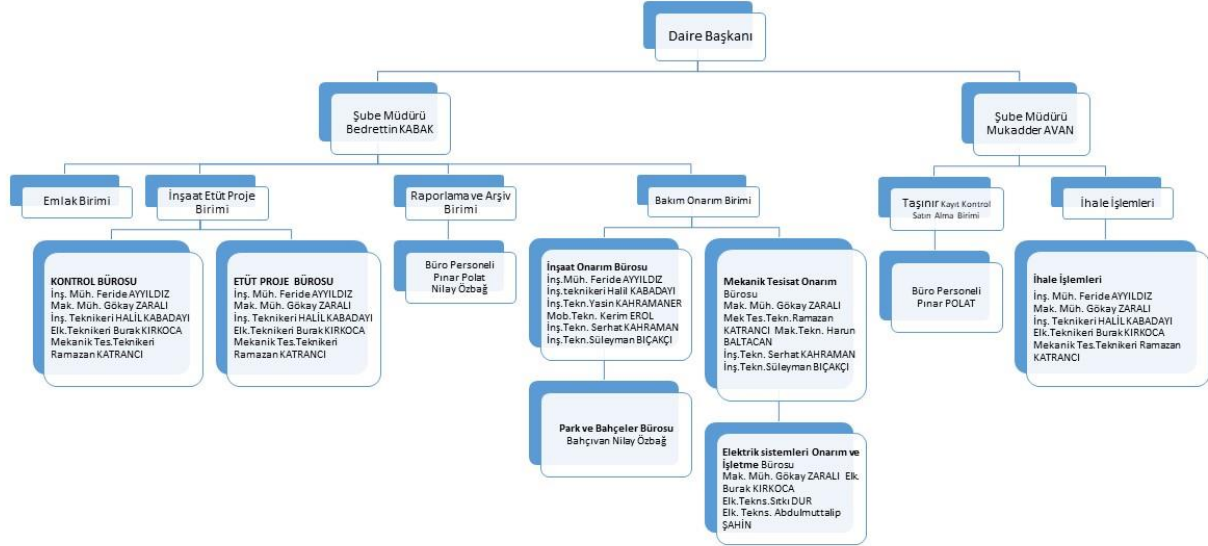 Daire Başkanı
Şube Müdürü
Bedrettin KABAK
Şube Müdürü
Mukadder AVAN
Emlak Birimi
İnşaat Etüt Proje
Birimi
Raporlama ve Arşiv
Birimi
Bakım Onarım Birimi
Taşınır Kayıt Kontrol
Satın Alma Birimi
İhale İşlemleri
KONTROL BÜROSU
İnş. Müh. Feride AYYILDIZ
Mak. Müh. Gökay ZARALI
İnş. Teknikeri HALİL KABADAYI
Elk.Teknikeri Burak KIRKOCA
Mekanik Tes.Teknikeri
Ramazan KATRANCI
ETÜT PROJE BÜROSU
İnş. Müh. Feride AYYILDIZ
Mak. Müh. Gökay ZARALI
İnş. Teknikeri HALİL KABADAYI
Elk.Teknikeri Burak KIRKOCA
Mekanik Tes.Teknikeri
Ramazan KATRANCI
Büro Personeli
Pınar Polat
Nilay Özbağ
İnşaat Onarım Bürosu
İnş.Müh. Feride AYYILDIZ
İnş.teknikeri Halil KABADAYI
İnş.Tekn.Yasin KAHRAMANER
Mob.Tekn. Kerim EROL
İnş.Tekn. Serhat KAHRAMAN
İnş.Tekn.Süleyman BIÇAKÇI
Mekanik Tesisat Onarım
Bürosu
Mak. Müh. Gökay ZARALI
Mek Tes.Tekn.Ramazan
KATRANCI Mak.Tekn. Harun
BALTACAN
İnş.Tekn. Serhat KAHRAMAN
İnş.Tekn.Süleyman BIÇAKÇI
Büro Personeli
Pınar POLAT
İhale İşlemleri
İnş. Müh. Feride AYYILDIZ
Mak. Müh. Gökay ZARALI
İnş. Teknikeri HALİL KABADAYI
Elk.Teknikeri Burak KIRKOCA
Mekanik Tes.Teknikeri Ramazan
KATRANCI
Park ve Bahçeler Bürosu
Bahçıvan Nilay Özbağ
Elektrik sistemleri Onarım ve
İşletme Bürosu
Mak. Müh. Gökay ZARALI Elk.
Burak KIRKOCA
Elk.Tekns.Sıtkı DUR
Elk. Tekns. Abdulmuttalip
ŞAHİN